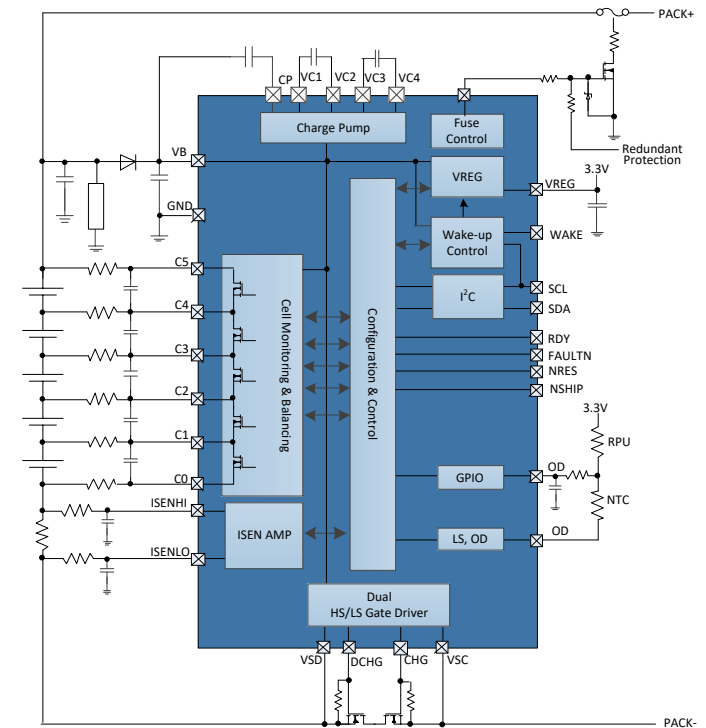 PACK+
CP
VC1
VC2
VC3
VC4
Charge Pump
Fuse
Control
Redundant
Protection
VB
VREG
3.3V
VREG
GND
Wake-up
Control
WAKE
C5
I²C
SCL
SDA
C4
Cell Monitoring & Balancing
Configuration & Control
RDY
FAULTN
NRES
NSHIP
C3
C2
C1
C0
3.3V
RPU
OD
GPIO
NTC
ISENHI
ISEN AMP
LS, OD
OD
ISENLO
Dual
HS/LS Gate Driver
VSD
DCHG
CHG
VSC
PACK-